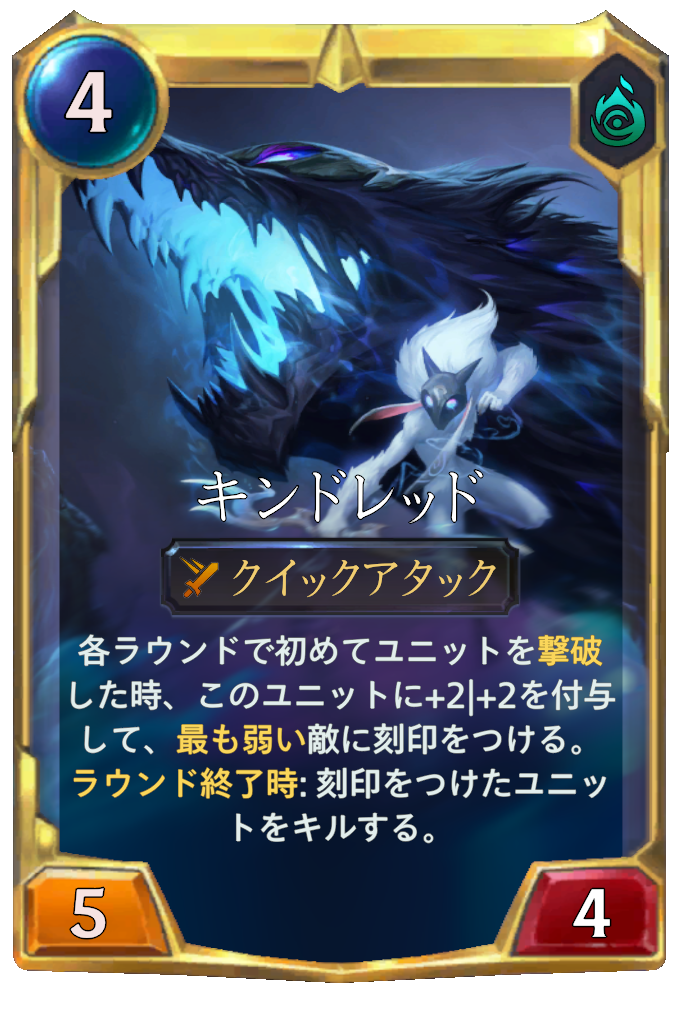 4
キンドレッド
クイックアタック
各ラウンドで初めてユニットを撃破
した時、このユニットに+2|+2を付与
して、最も弱い敵に刻印をつける。
ラウンド終了時: 刻印をつけたユニッ
トをキルする。
5
4